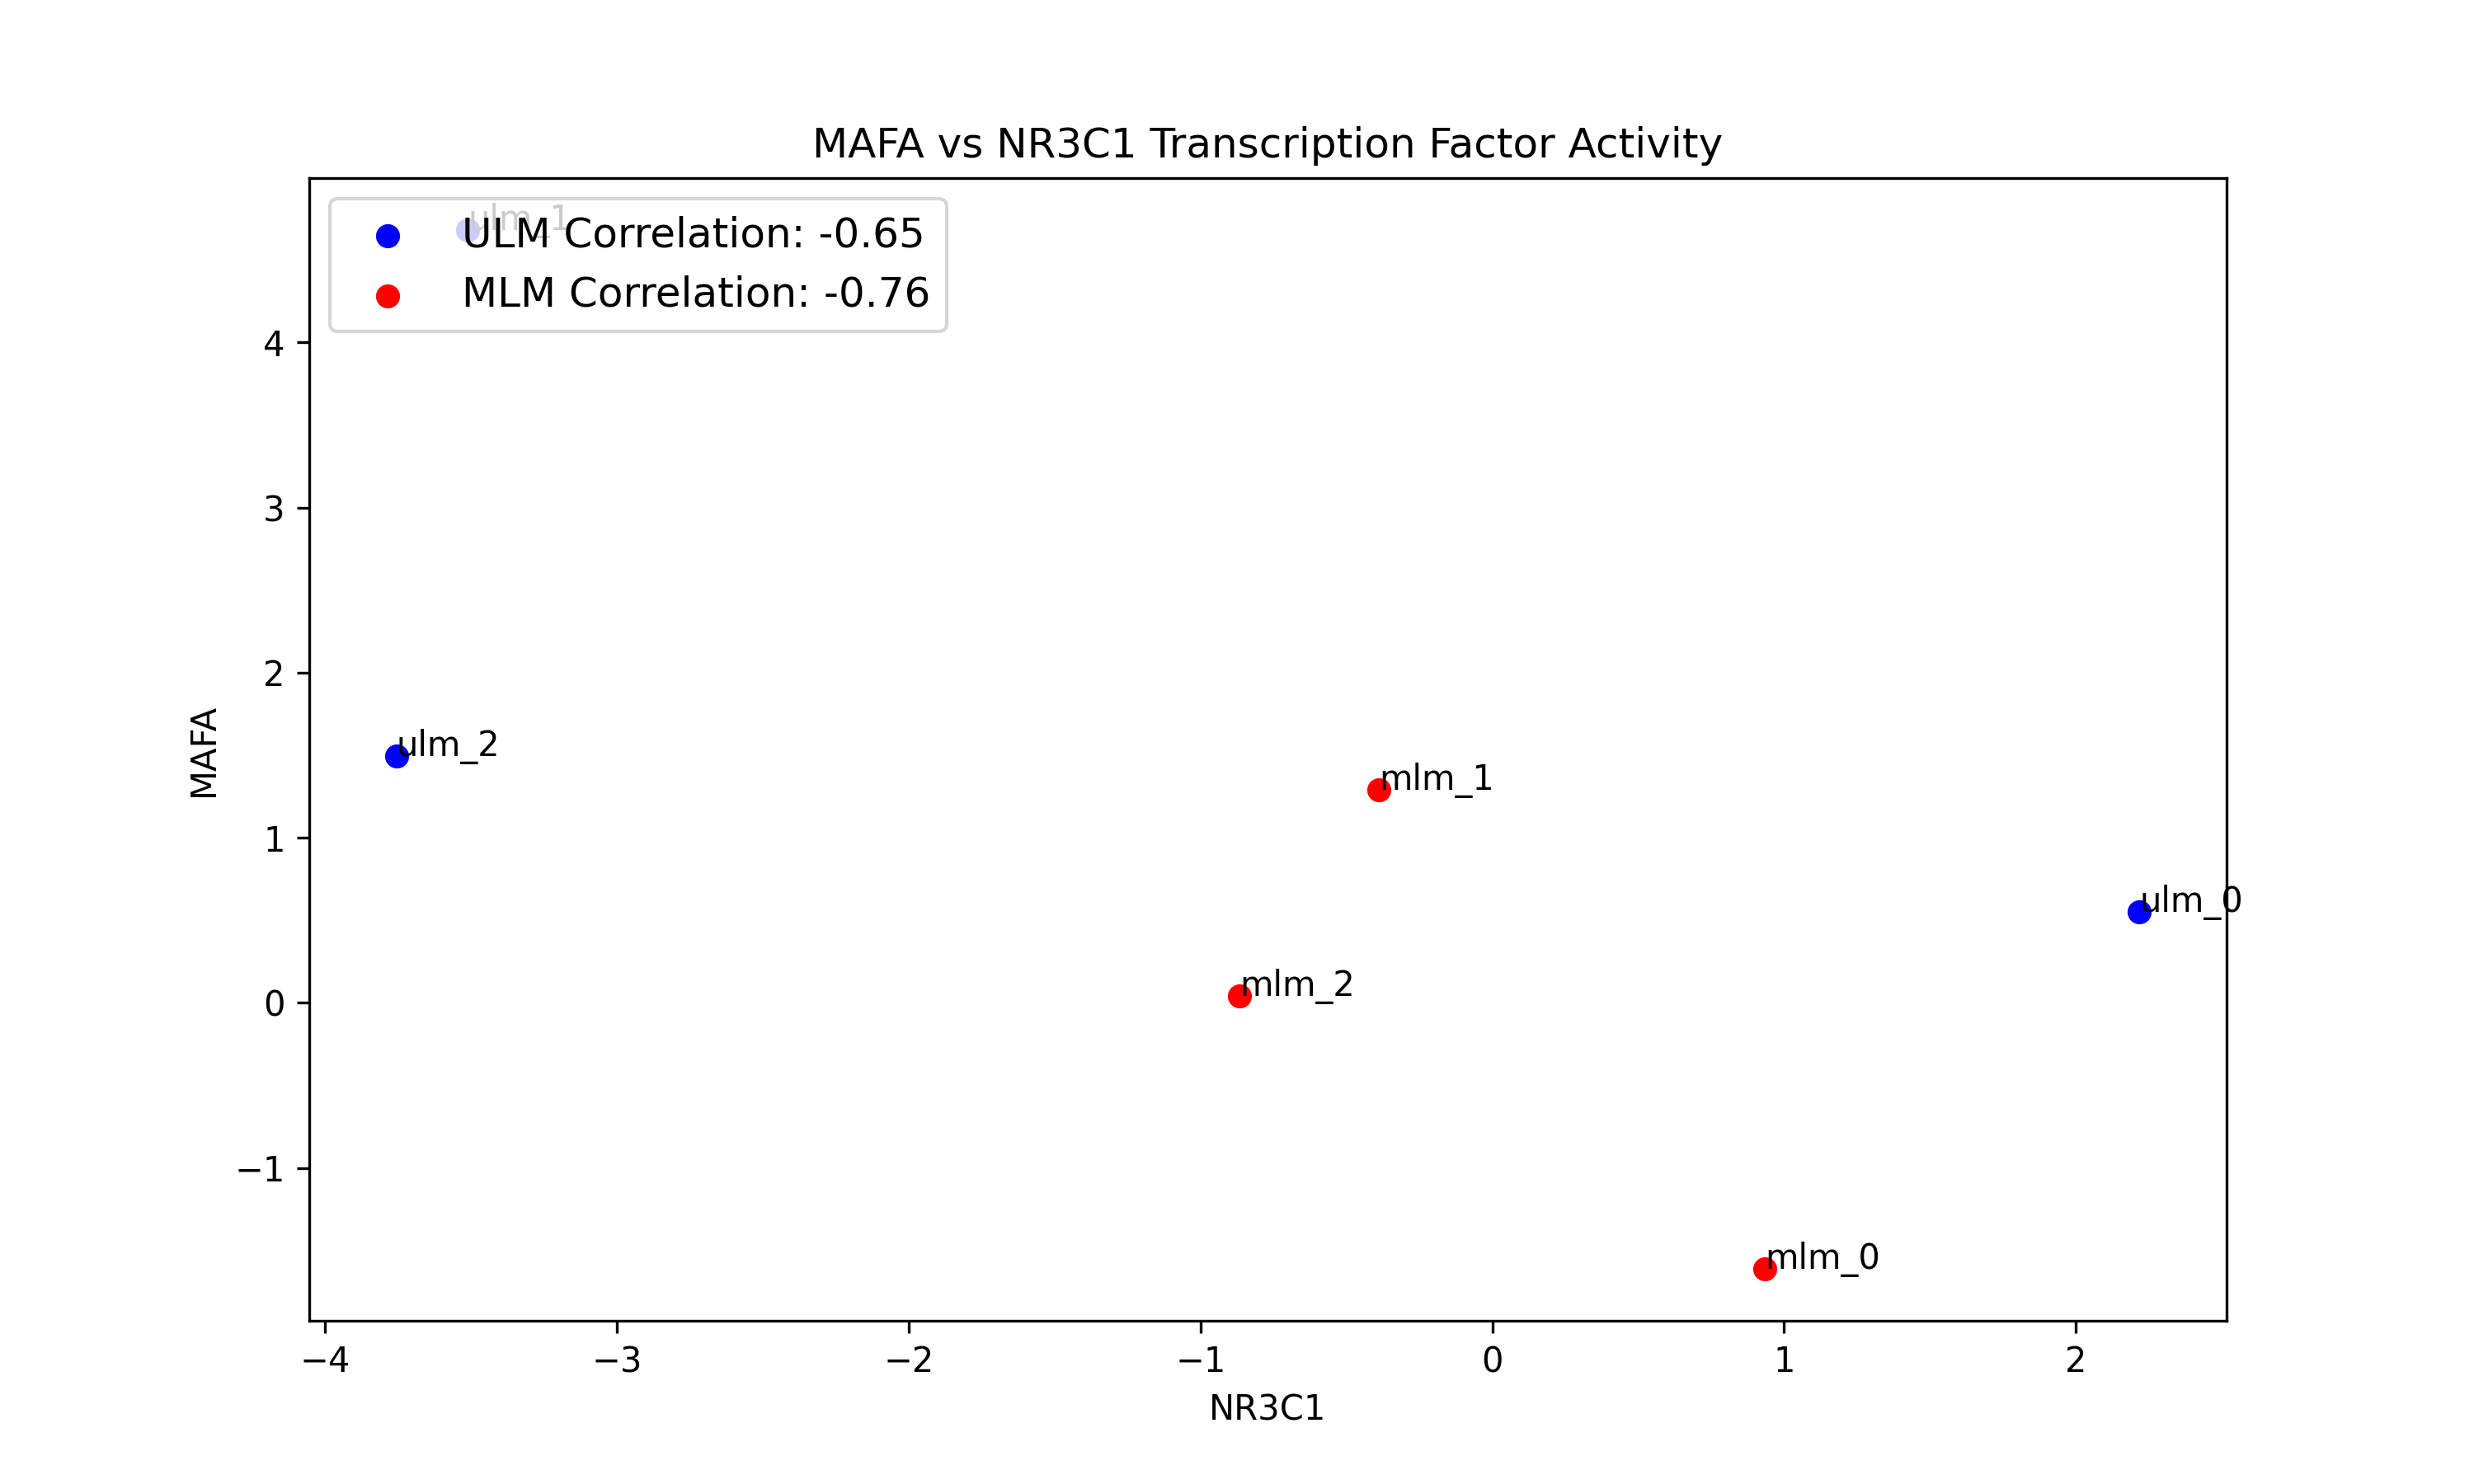 MAFA vs NR3C1 Transcription Factor Activity
ulm_1
ULM Correlation: -0.65
MLM Correlation: -0.76
4
3
2
1
0
−1
MAFA
ulm_2
mlm_1
ulm_0
mlm_2
mlm_0
−4 −3 −2 −1 0 1 2
NR3C1